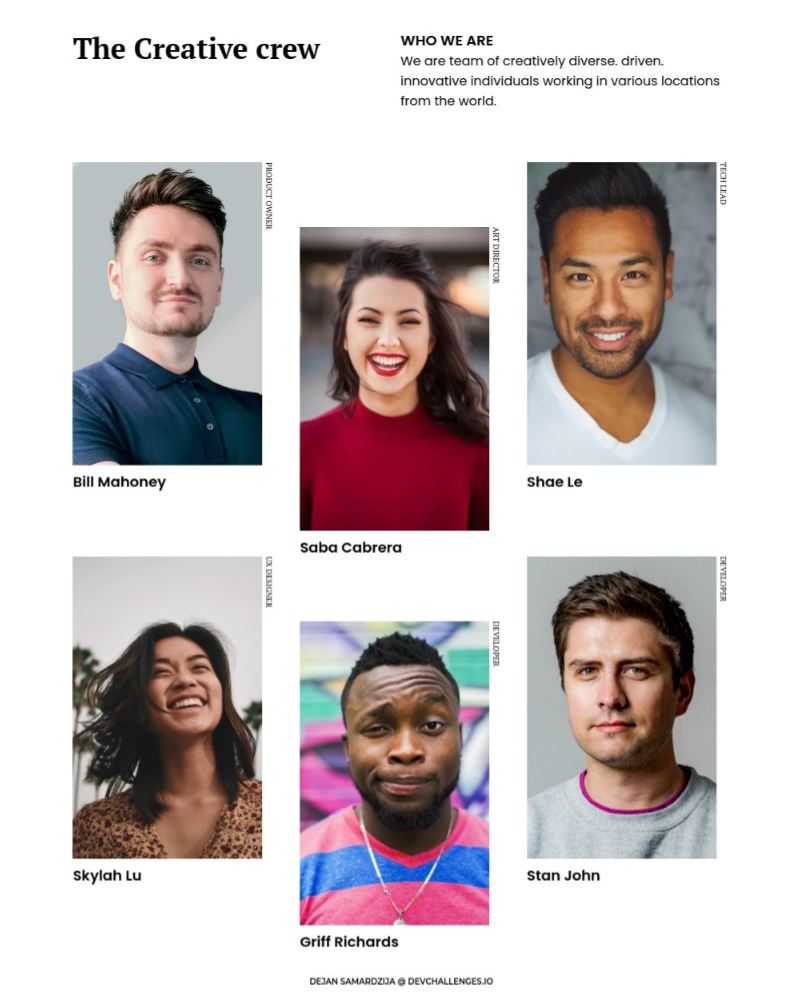 The Creative crew
WHO WE ARE
We are team of creatively diverse. driven.
innovative individuals working in various locations
from the world.
PRODUCT OWNER
Bill Mahoney
ART DIRECTOR
Saba Cabrera
TECH LEAD
Shae Le
UX DESIGNER
Skylah Lu
DEVELOPER
Griff Richards
DEVELOPER
Stan John
DEJAN SAMARDZIJA @ DEVCHALLENGES.IO